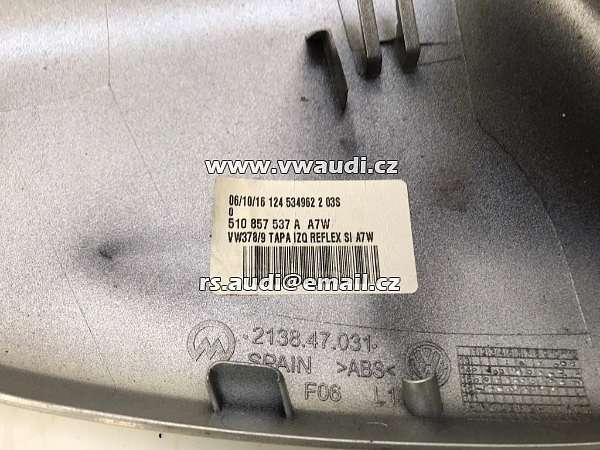 www.vwaudi.cz
06/10/16 124 534962 2 03S
0
510 857 537 A A7W
VW378/9 TAPA IZQ REFLEX SI A7W
rs.audi@email.cz
2138.47.031
SPAIN >ABS<
F06 L1